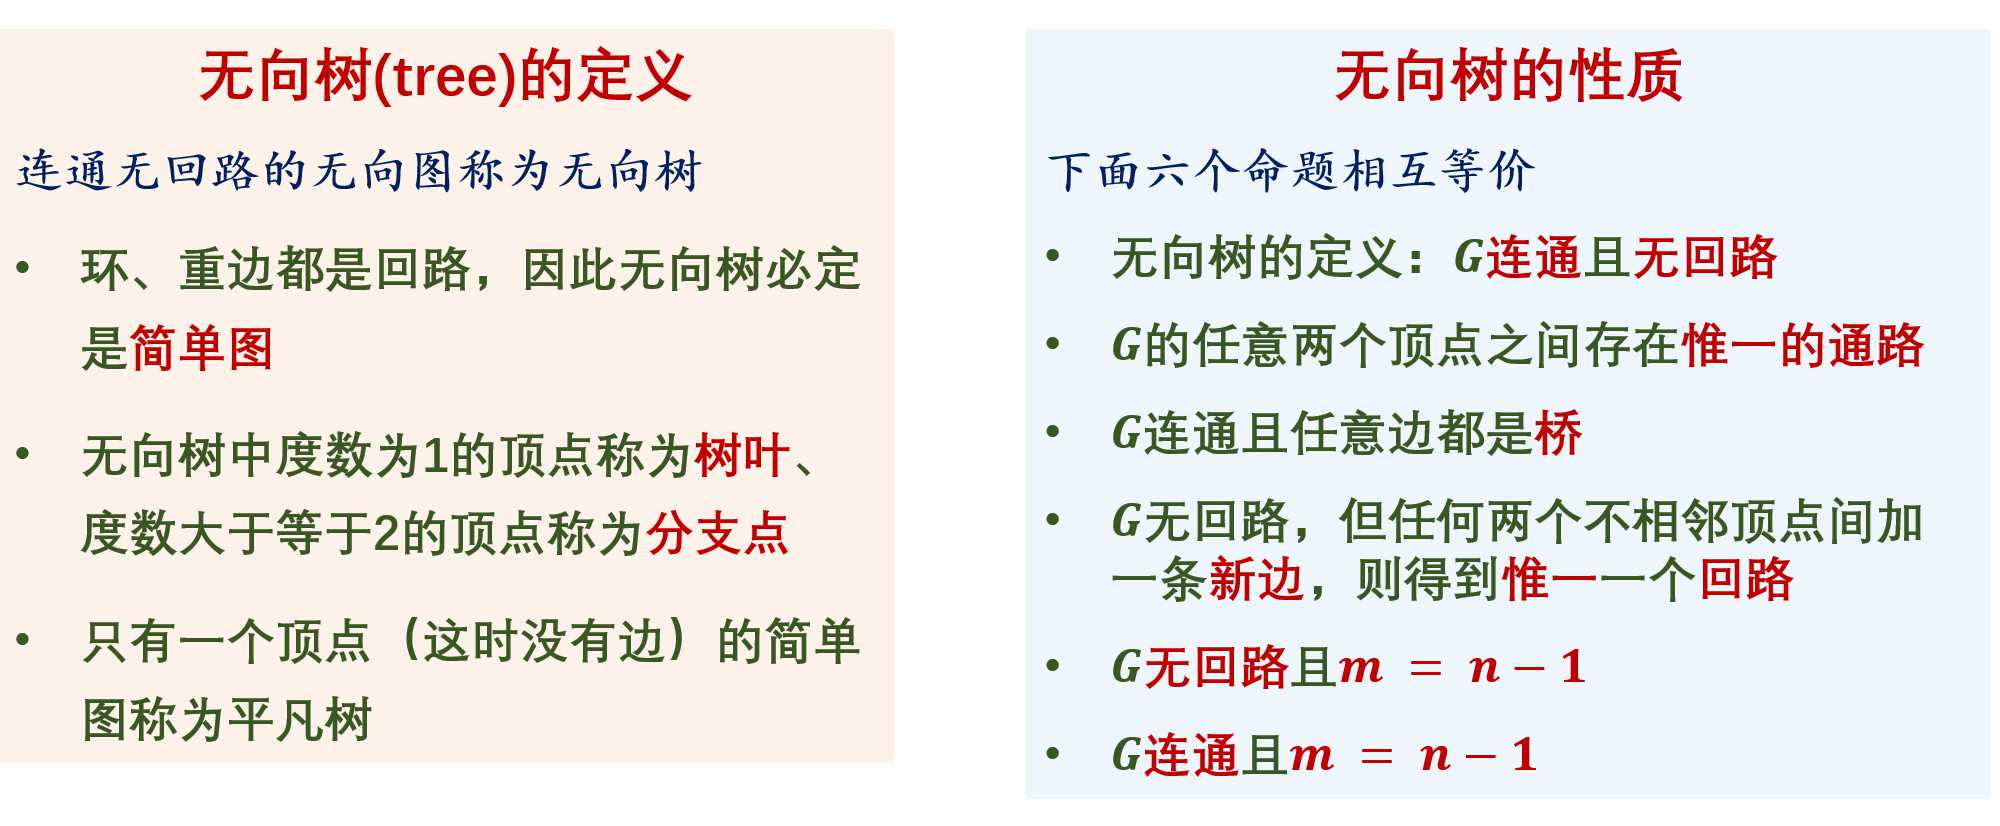 无向树(tree)的定义
连通无回路的无向图称为无向树
• 环、重边都是回路，因此无向树必定
是简单图
• 无向树中度数为1的顶点称为树叶、
度数大于等于2的顶点称为分支点
• 只有一个顶点（这时没有边）的简单
图称为平凡树
无向树的性质
下面六个命题相互等价
• 无向树的定义：G连通且无回路
• G的任意两个顶点之间存在惟一的通路
• G连通且任意边都是桥
• G无回路，但任何两个不相邻顶点间加
一条新边，则得到惟一一个回路
• G无回路且m = n − 1
• G连通且m = n − 1